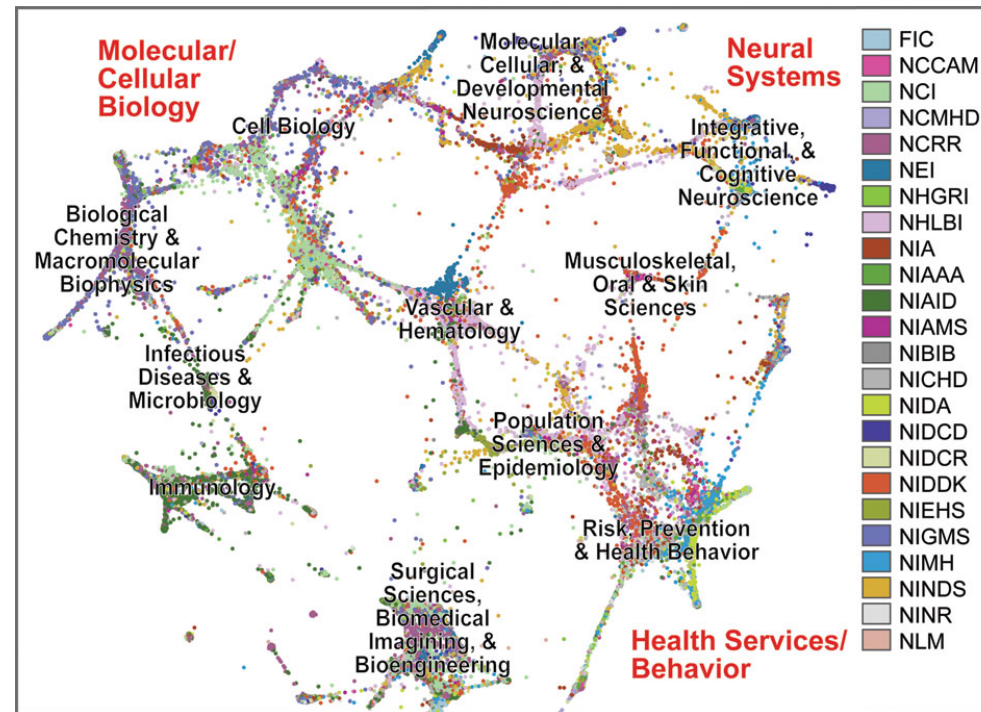 Molecular/
Cellular
Biology
Molecular,
Cellular, &
Developmental
Neuroscience
Neural
Systems
Cell Biology
Integrative,
Functional, &
Cognitive
Neuroscience
Biological
Chemistry &
Macromolecular
Biophysics
Musculoskeletal,
Oral & Skin
Sciences
Vascular &
Hematology
Infectious
Diseases &
Microbiology
Population
Sciences &
Epidemiology
Immunology
Risk, Prevention
& Health Behavior
Surgical
Sciences,
Biomedical
Imagining, &
Bioengineering
Health Services/
Behavior
FIC
NCCAM
NCI
NCMHD
NCRR
NEI
NHGRI
NHLBI
NIA
NIAAA
NIAID
NIAMS
NIBIB
NICHD
NIDA
NIDCD
NIDCR
NIDDK
NIEHS
NIGMS
NIMH
NINDS
NINR
NLM